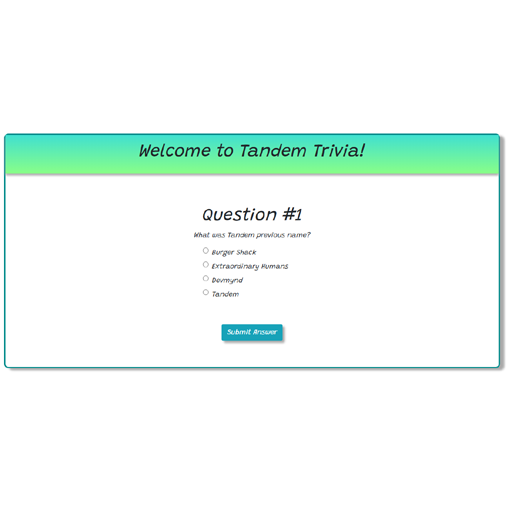 Welcome to Tandem Trivia!
Question #1
What was Tandem previous name?
Burger Shack
Extraordinary Humans
Devmynd
Tandem
Submit Answer